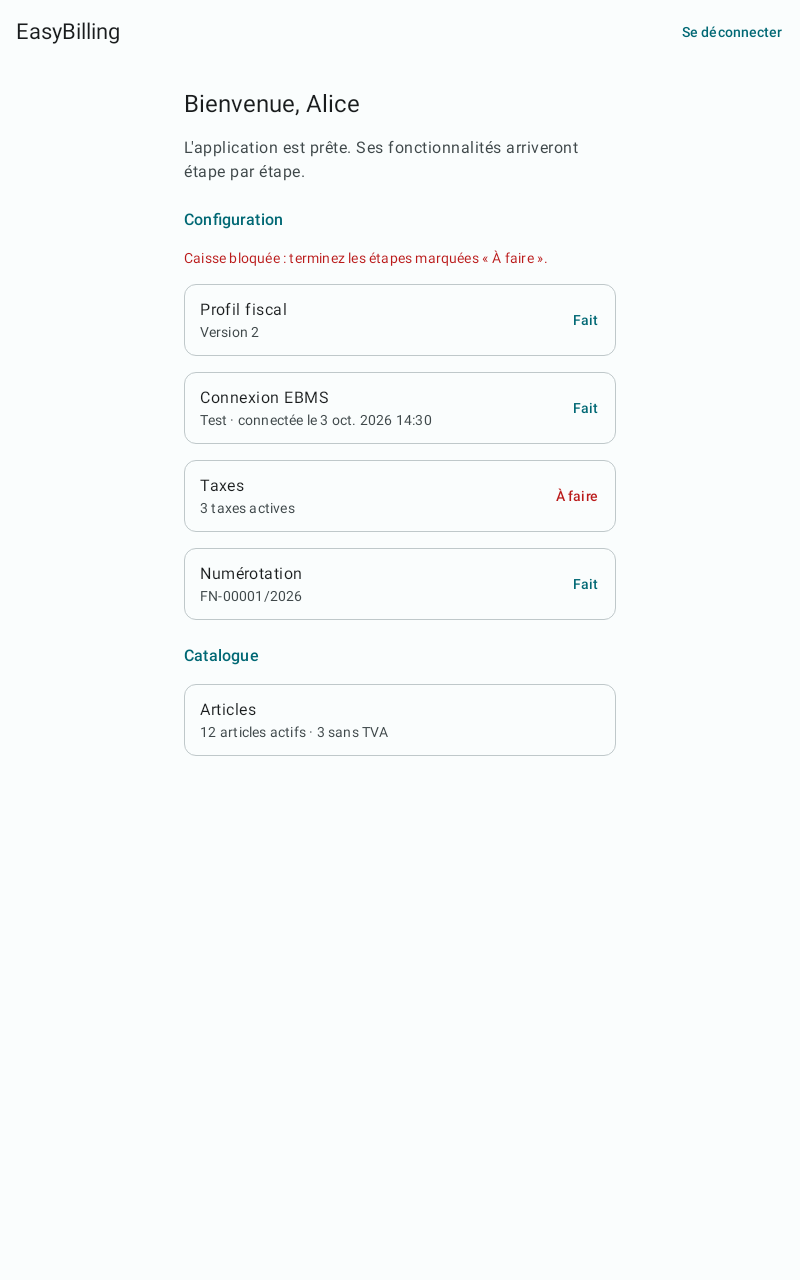 EasyBilling
Se déconnecter
Bienvenue, Alice
L'application est prête. Ses fonctionnalités arriveront
étape par étape.
Configuration
Caisse bloquée : terminez les étapes marquées « À faire ».
Profil fiscal
Version 2
Fait
Connexion EBMS
Test · connectée le 3 oct. 2026 14:30
Fait
Taxes
3 taxes actives
À faire
Numérotation
FN-00001/2026
Fait
Catalogue
Articles
12 articles actifs · 3 sans TVA